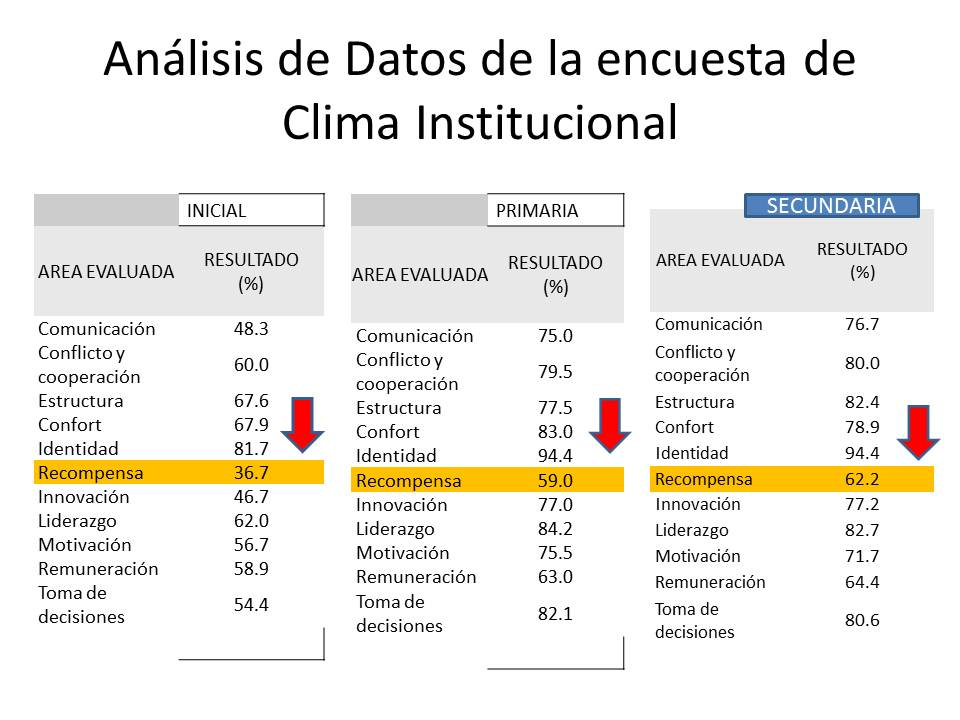 Análisis de Datos de la encuesta de
Clima Institucional
INICIAL
AREA EVALUADA
RESULTADO
(%)
Comunicación 48.3
Conflicto y
cooperación 60.0
Estructura 67.6
Confort 67.9
Identidad 81.7
Recompensa 36.7
Innovación 46.7
Liderazgo 62.0
Motivación 56.7
Remuneración 58.9
Toma de
decisiones 54.4
PRIMARIA
AREA EVALUADA
RESULTADO
(%)
Comunicación 75.0
Conflicto y
cooperación 79.5
Estructura 77.5
Confort 83.0
Identidad 94.4
Recompensa 59.0
Innovación 77.0
Liderazgo 84.2
Motivación 75.5
Remuneración 63.0
Toma de
decisiones 82.1
SECUNDARIA
AREA EVALUADA
RESULTADO
(%)
Comunicación 76.7
Conflicto y
cooperación 80.0
Estructura 82.4
Confort 78.9
Identidad 94.4
Recompensa 62.2
Innovación 77.2
Liderazgo 82.7
Motivación 71.7
Remuneración 64.4
Toma de
decisiones 80.6